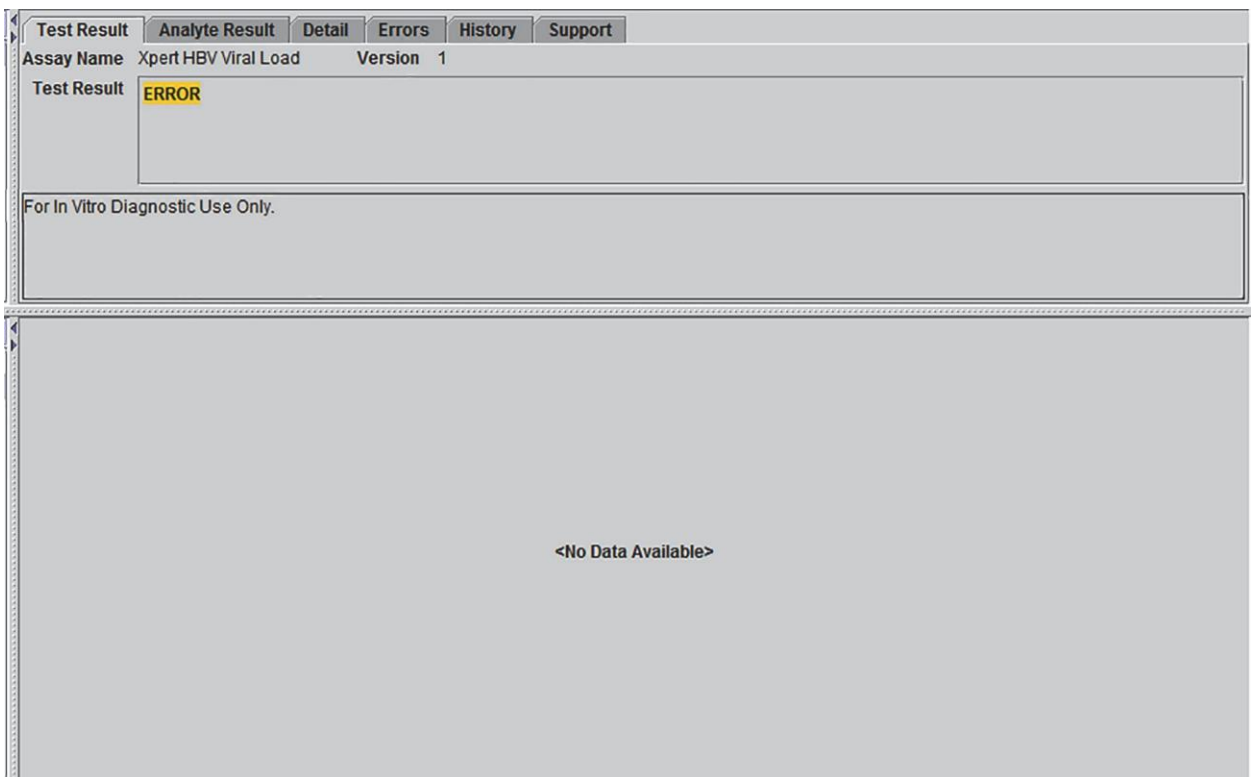 Test Result Analyte Result Detail Errors History Support
Assay Name Xpert HBV Viral Load Version 1
Test Result ERROR
For In Vitro Diagnostic Use Only.
<No Data Available>